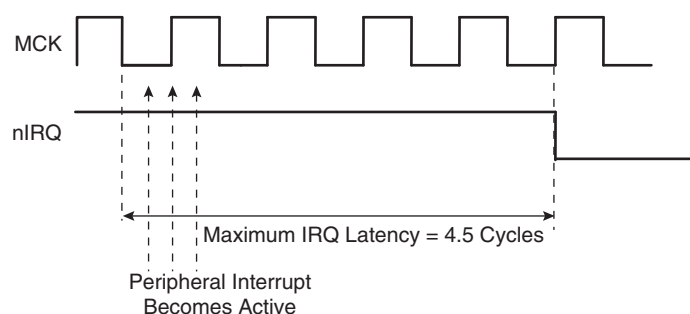 MCK
nIRQ
Maximum IRQ Latency = 4.5 Cycles
Peripheral Interrupt
Becomes Active